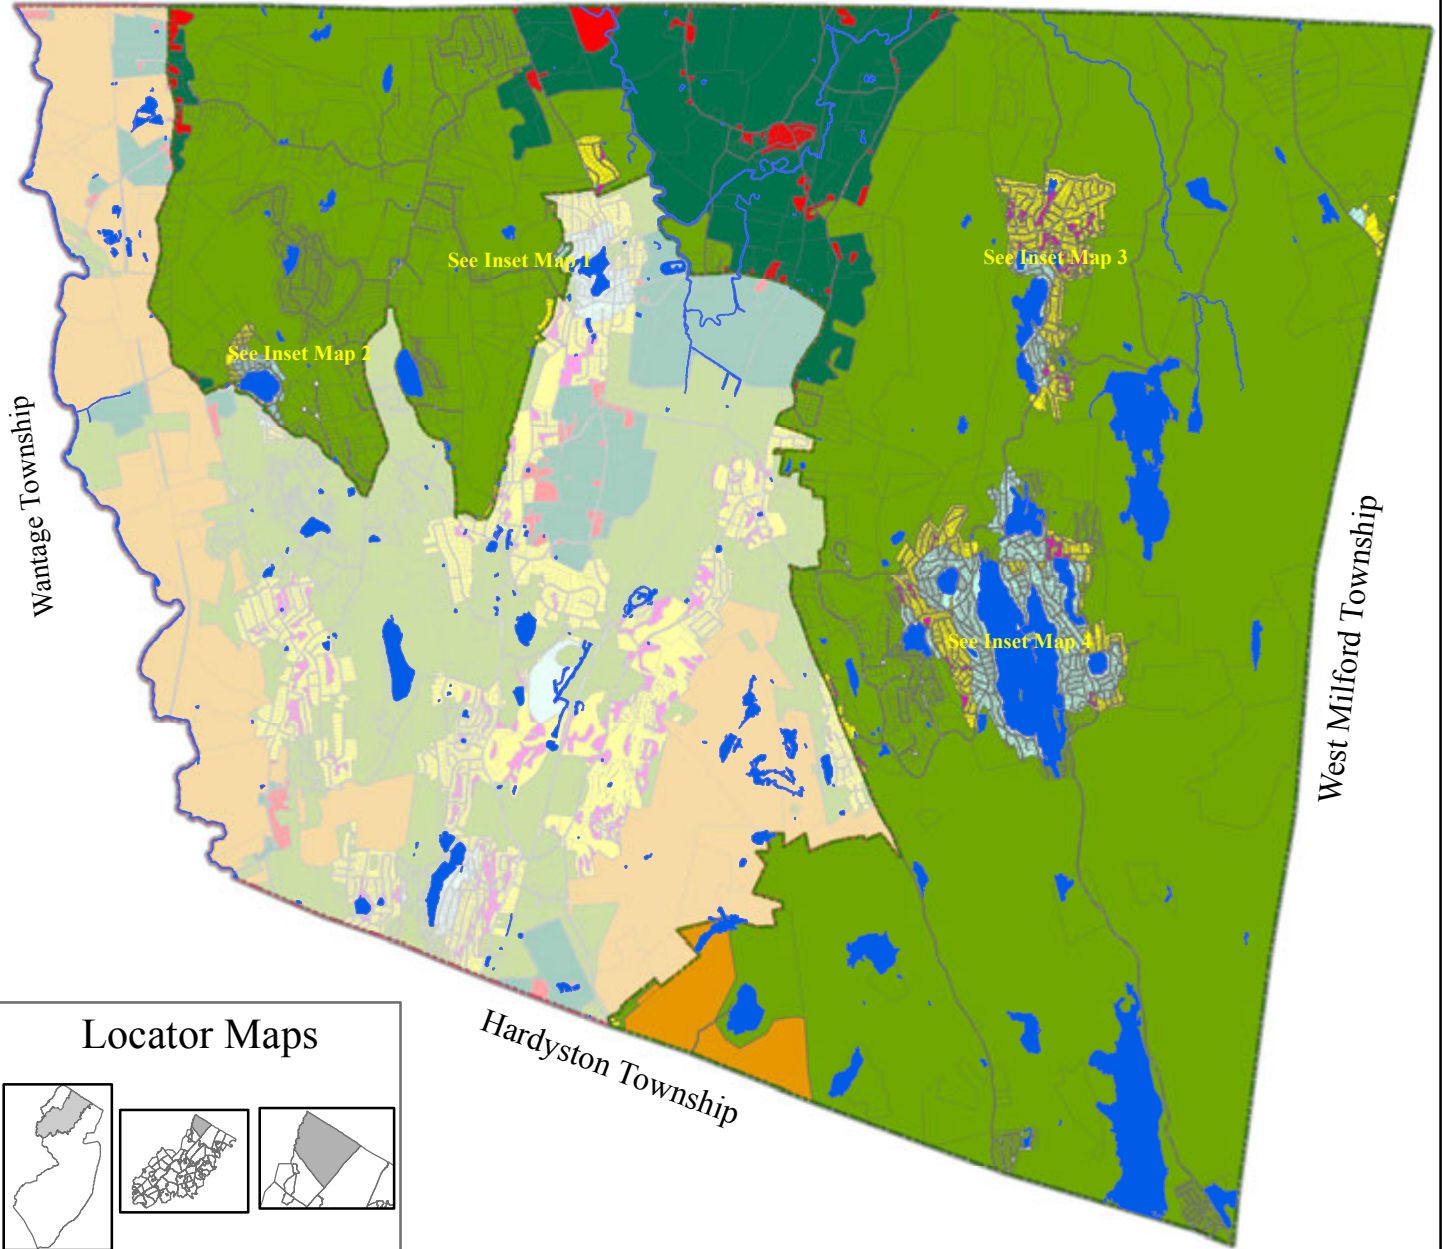 See Inset Map 1
See Inset Map 3
See Inset Map 2
Wantage Township
See Inset Map 4
West Milford Township
Hardyston Township
Locator Maps